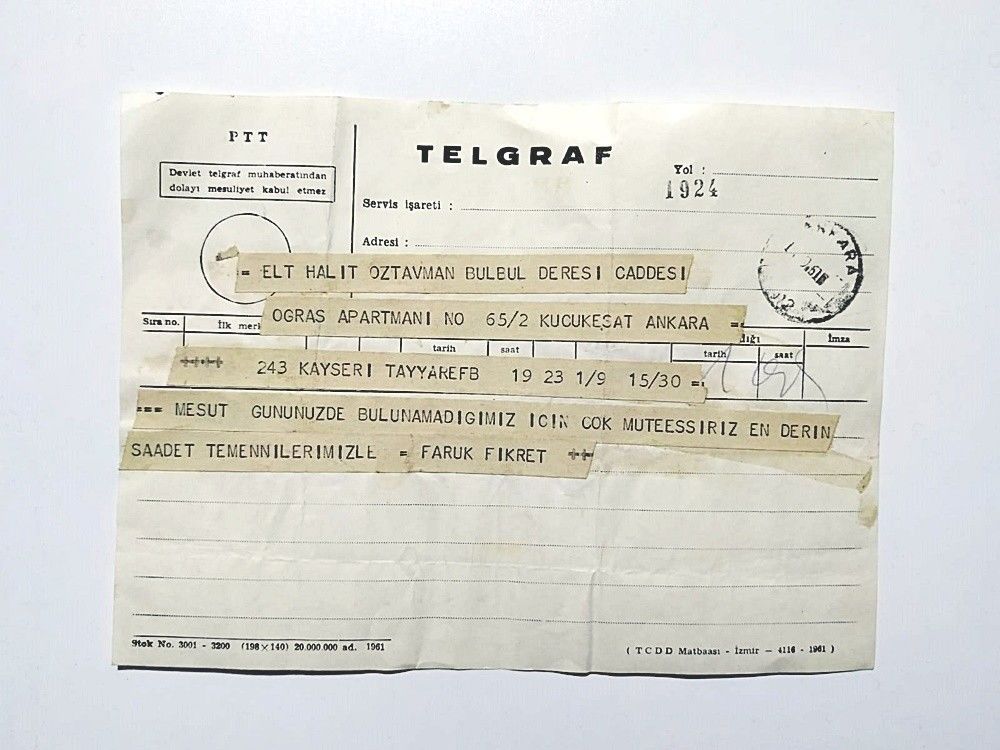 PTT
TELGRAF
Devlet telgraf muhaberatından
dolayı mesuliyet kabul etmez
Yol :
1924
Servis işareti :
Adresi :
ANKARA
= ELT HALIT OZTAVMAN BULBUL DERESI CADDESI
OGRAS APARTMANI NO 65/2 KUCUKESAT ANKARA =
Sıra no. İlk
tarih saat tarih saat İmza
++++ 243 KAYSERI TAYYAREFB 19 23 1/9 15/30 =
=== MESUT GUNUNUZDE BULUNAMADIGIMIZ ICIN COK MUTEESSIRIZ EN DERIN
SAADET TEMENNILERIMIZLE = FARUK FIKRET ++
Stok No. 3001 - 3200 (198×140) 20.000.000 ad. 1961
( TCDD Matbaası - İzmir — 4116 - 1961 )